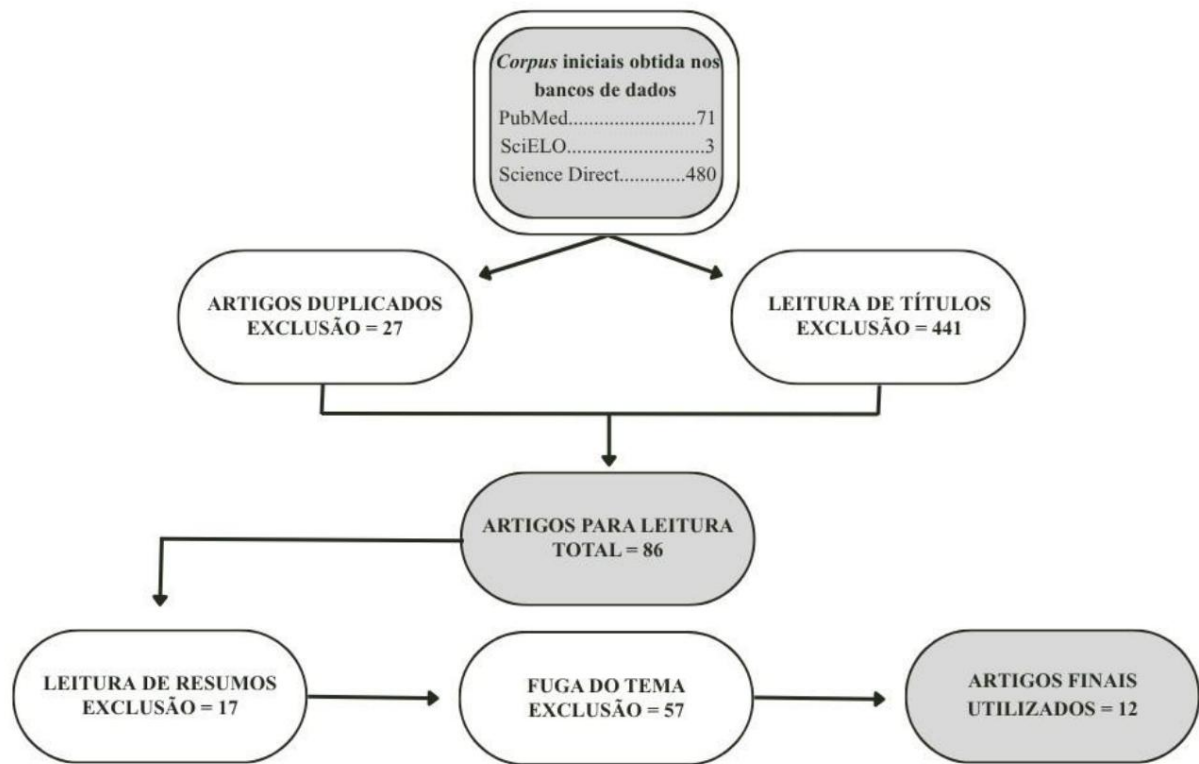 Corpus iniciais obtida nos
bancos de dados
PubMed.........................71
SciELO...........................3
Science Direct.............480
ARTIGOS DUPLICADOS
EXCLUSÃO = 27
LEITURA DE TÍTULOS
EXCLUSÃO = 441
ARTIGOS PARA LEITURA
TOTAL = 86
LEITURA DE RESUMOS
EXCLUSÃO = 17
FUGA DO TEMA
EXCLUSÃO = 57
ARTIGOS FINAIS
UTILIZADOS = 12